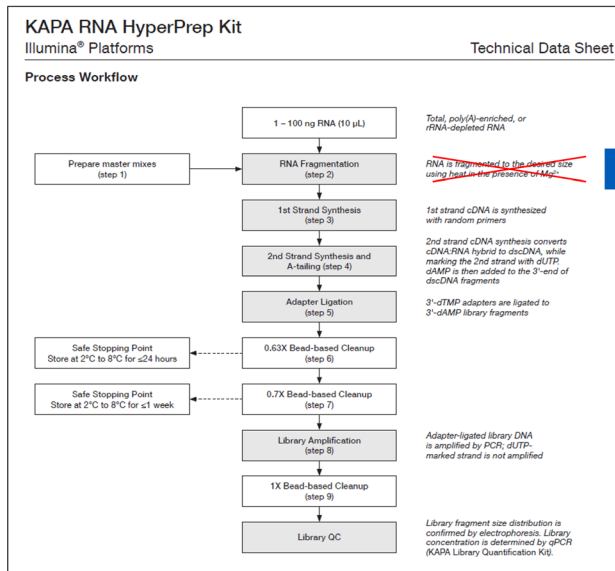 KAPA RNA HyperPrep Kit
Illumina® Platforms
Technical Data Sheet
Process Workflow
1 – 100 ng RNA (10 µL)
Total, poly(A)-enriched, or
rRNA-depleted RNA
Prepare master mixes
(step 1)
RNA Fragmentation
(step 2)
RNA is fragmented to the desired size
using heat in the presence of Mg²⁺
1st Strand Synthesis
(step 3)
1st strand cDNA is synthesized
with random primers
2nd Strand Synthesis and
A-tailing (step 4)
2nd strand cDNA synthesis converts
cDNA:RNA hybrid to dscDNA, while
marking the 2nd strand with dUTP.
dAMP is then added to the 3'-end of
dscDNA fragments
Adapter Ligation
(step 5)
3'-dTMP adapters are ligated to
3'-dAMP library fragments
Safe Stopping Point
Store at 2°C to 8°C for ≤24 hours
0.63X Bead-based Cleanup
(step 6)
Safe Stopping Point
Store at 2°C to 8°C for ≤1 week
0.7X Bead-based Cleanup
(step 7)
Library Amplification
(step 8)
Adapter-ligated library DNA
is amplified by PCR; dUTP-
marked strand is not amplified
1X Bead-based Cleanup
(step 9)
Library QC
Library fragment size distribution is
confirmed by electrophoresis. Library
concentration is determined by qPCR
(KAPA Library Quantification Kit).